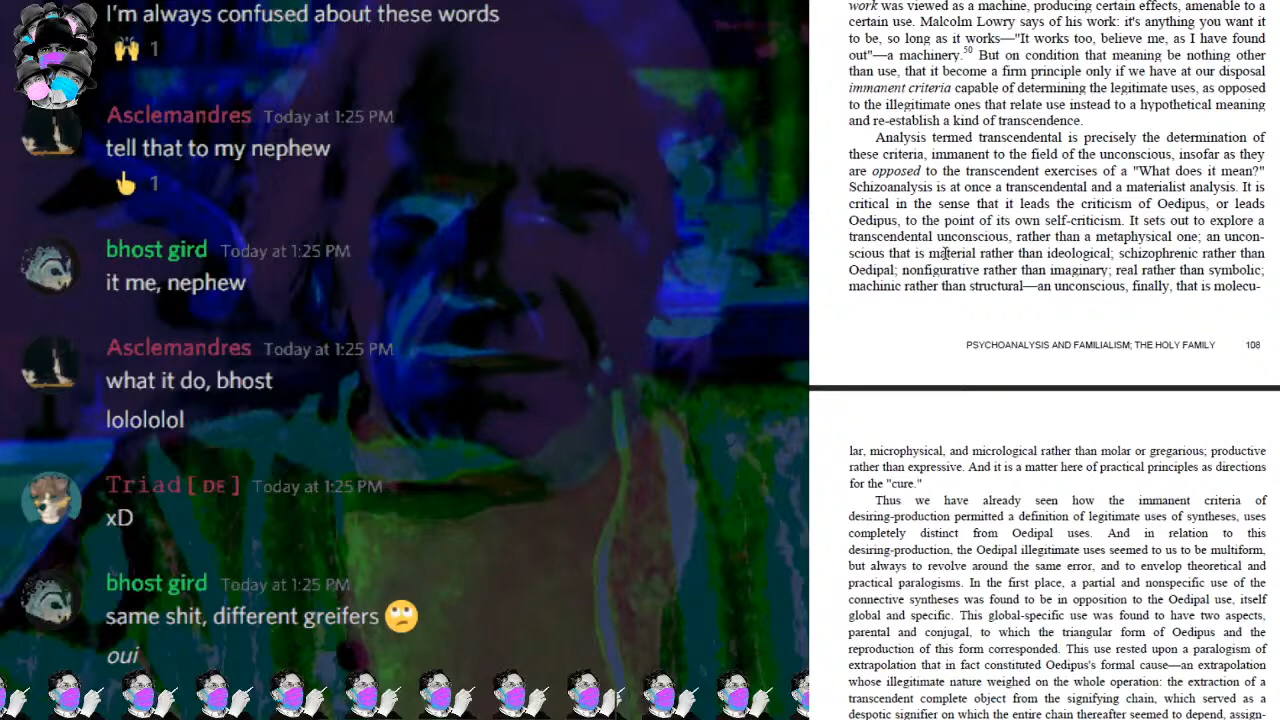 I'm always confused about these words
1
Asclemandres Today at 1:25 PM
tell that to my nephew
1
bhost gird Today at 1:25 PM
it me, nephew
Asclemandres Today at 1:25 PM
what it do, bhost
lolololol
Triad[DE] Today at 1:25 PM
xD
bhost gird Today at 1:25 PM
same shit, different greifers 🙄
oui
work was viewed as a machine, producing certain effects, amenable to a
certain use. Malcolm Lowry says of his work: it's anything you want it
to be, so long as it works—"It works too, believe me, as I have found
out"—a machinery.50 But on condition that meaning be nothing other
than use, that it become a firm principle only if we have at our disposal
immanent criteria capable of determining the legitimate uses, as opposed
to the illegitimate ones that relate use instead to a hypothetical meaning
and re-establish a kind of transcendence.
Analysis termed transcendental is precisely the determination of
these criteria, immanent to the field of the unconscious, insofar as they
are opposed to the transcendent exercises of a "What does it mean?"
Schizoanalysis is at once a transcendental and a materialist analysis. It is
critical in the sense that it leads the criticism of Oedipus, or leads
Oedipus, to the point of its own self-criticism. It sets out to explore a
transcendental unconscious, rather than a metaphysical one; an uncon-
scious that is material rather than ideological; schizophrenic rather than
Oedipal; nonfigurative rather than imaginary; real rather than symbolic;
machinic rather than structural—an unconscious, finally, that is molecu-
PSYCHOANALYSIS AND FAMILIALISM; THE HOLY FAMILY 108
lar, microphysical, and micrological rather than molar or gregarious; productive
rather than expressive. And it is a matter here of practical principles as directions
for the "cure."
Thus we have already seen how the immanent criteria of
desiring-production permitted a definition of legitimate uses of syntheses, uses
completely distinct from Oedipal uses. And in relation to this
desiring-production, the Oedipal illegitimate uses seemed to us to be multiform,
but always to revolve around the same error, and to envelop theoretical and
practical paralogisms. In the first place, a partial and nonspecific use of the
connective syntheses was found to be in opposition to the Oedipal use, itself
global and specific. This global-specific use was found to have two aspects,
parental and conjugal, to which the triangular form of Oedipus and the
reproduction of this form corresponded. This use rested upon a paralogism of
extrapolation that in fact constituted Oedipus's formal cause—an extrapolation
whose illegitimate nature weighed on the whole operation: the extraction of a
transcendent complete object from the signifying chain, which served as a
despotic signifier on which the entire chain thereafter seemed to depend, assign-